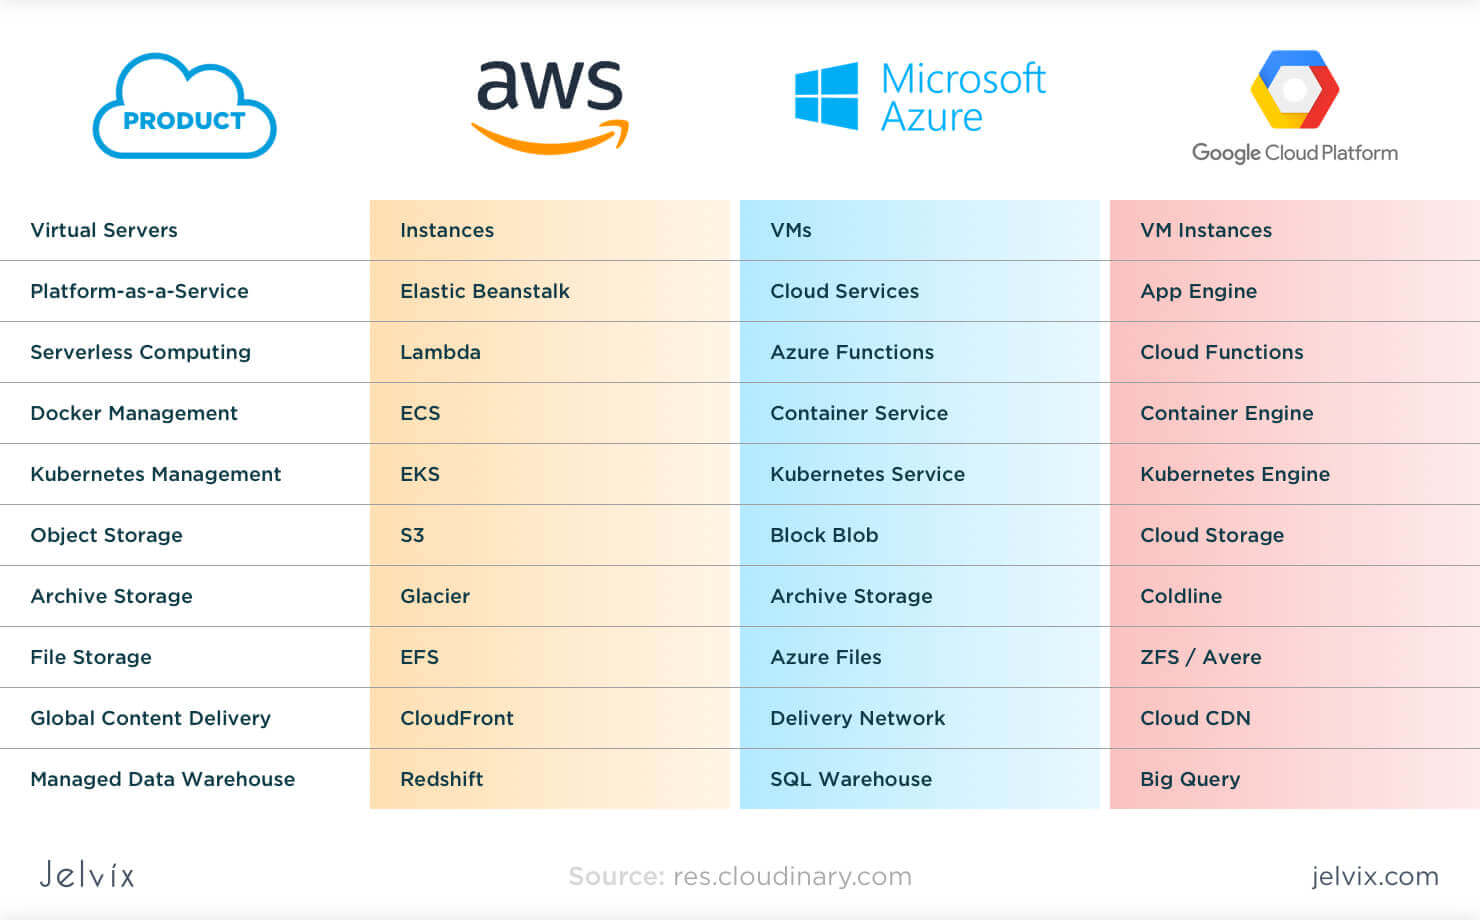 PRODUCT
aws
Microsoft
Azure
Google Cloud Platform
Virtual Servers Instances VMs VM Instances
Platform-as-a-Service Elastic Beanstalk Cloud Services App Engine
Serverless Computing Lambda Azure Functions Cloud Functions
Docker Management ECS Container Service Container Engine
Kubernetes Management EKS Kubernetes Service Kubernetes Engine
Object Storage S3 Block Blob Cloud Storage
Archive Storage Glacier Archive Storage Coldline
File Storage EFS Azure Files ZFS / Avere
Global Content Delivery CloudFront Delivery Network Cloud CDN
Managed Data Warehouse Redshift SQL Warehouse Big Query
Jelvix Source: res.cloudinary.com jelvix.com